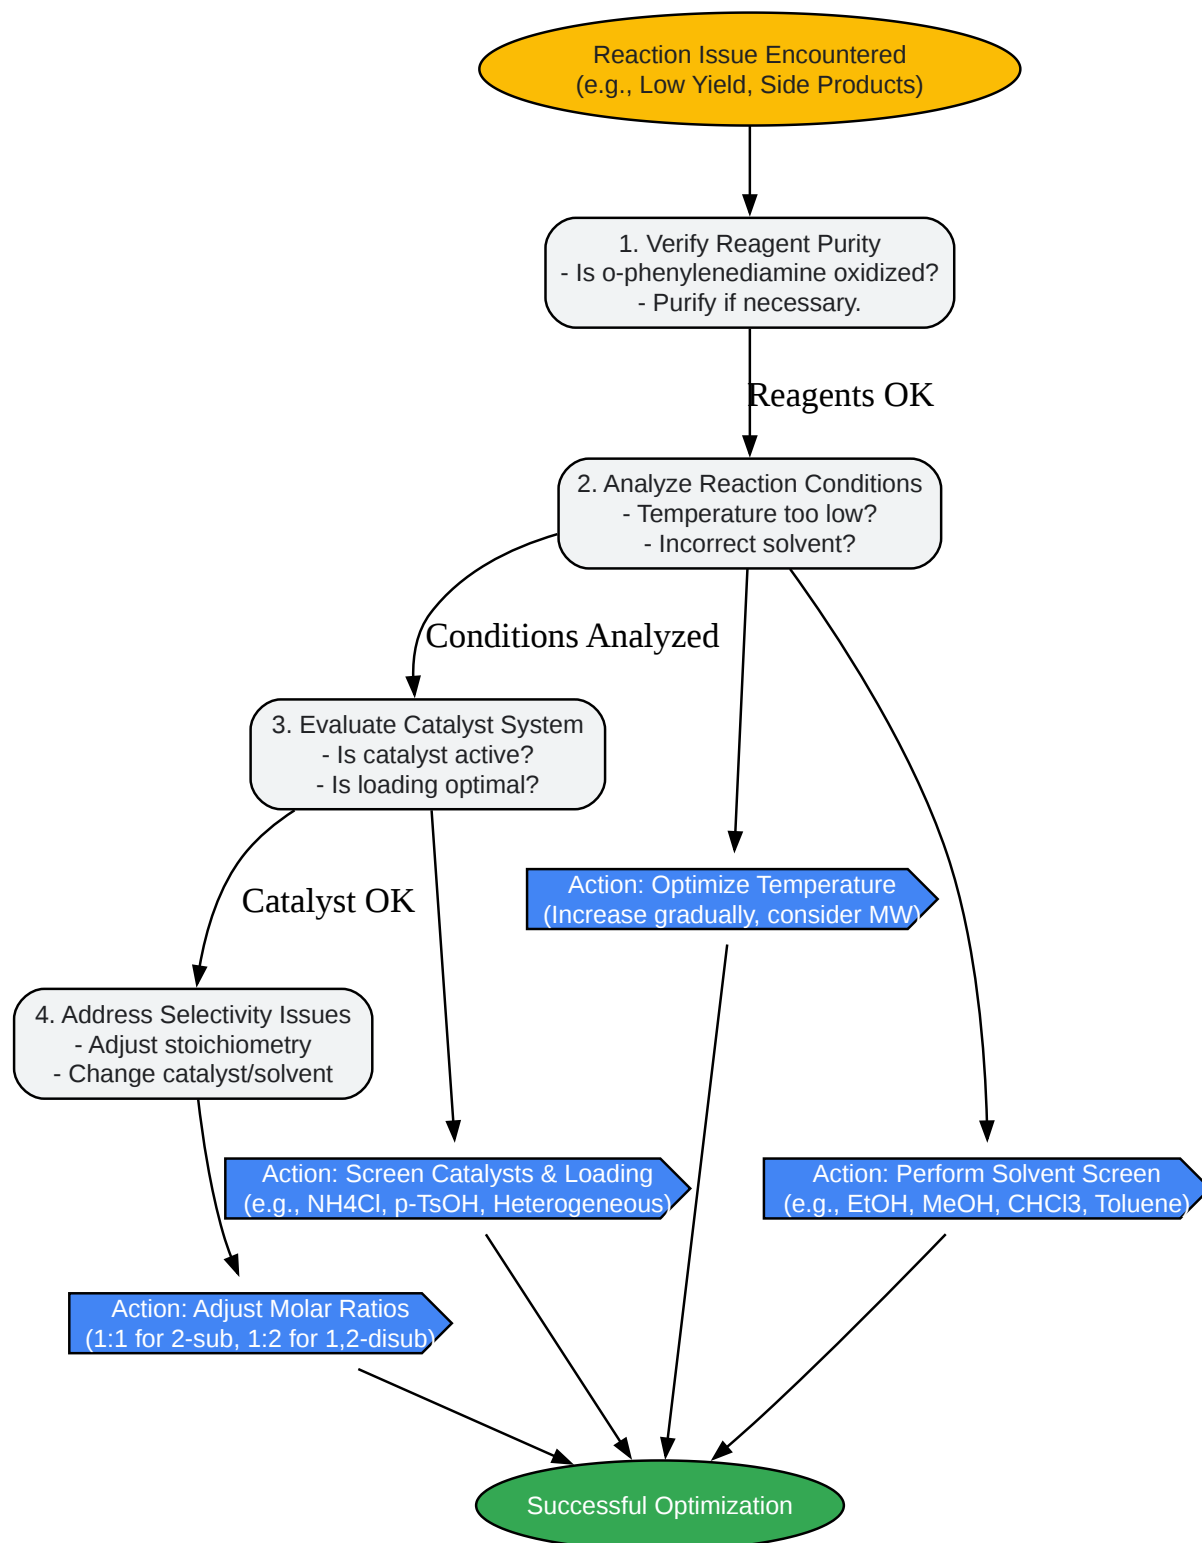 Reaction Issue Encountered
(e.g., Low Yield, Side Products)
1. Verify Reagent Purity
- Is o-phenylenediamine oxidized?
- Purify if necessary.
Reagents OK
2. Analyze Reaction Conditions
- Temperature too low?
- Incorrect solvent?
Conditions Analyzed
3. Evaluate Catalyst System
- Is catalyst active?
- Is loading optimal?
Action: Optimize Temperature
(Increase gradually, consider MW)
Catalyst OK
4. Address Selectivity Issues
- Adjust stoichiometry
- Change catalyst/solvent
Action: Screen Catalysts & Loading
(e.g., NH4Cl, p-TsOH, Heterogeneous)
Action: Perform Solvent Screen
(e.g., EtOH, MeOH, CHCl3, Toluene)
Action: Adjust Molar Ratios
(1:1 for 2-sub, 1:2 for 1,2-disub)
Successful Optimization